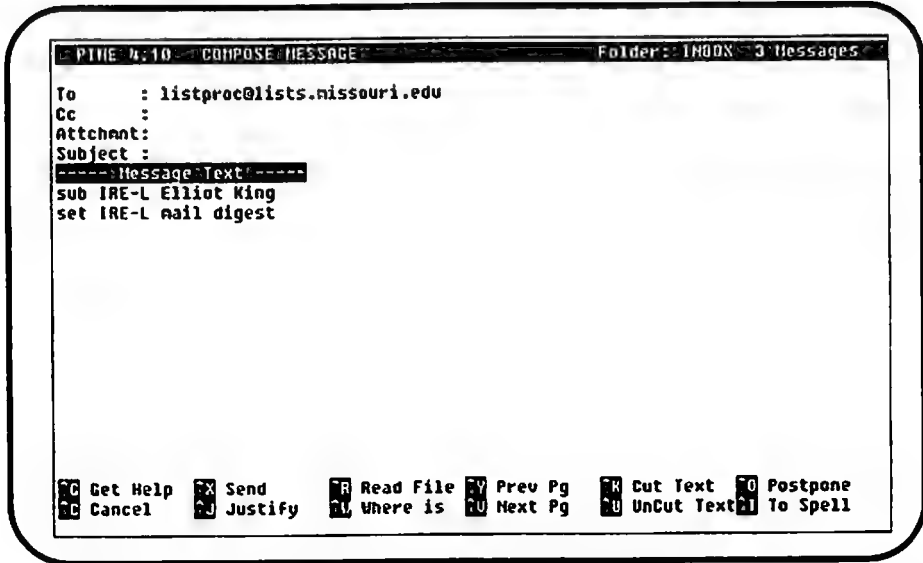 PINE 4.10 COMPOSE MESSAGE Folder: INBOX 3 Messages
To : listproc@lists.missouri.edu
Cc :
Attchmnt:
Subject :
----- Message Text -----
sub IRE-L Elliot King
set IRE-L mail digest
^G Get Help ^X Send ^R Read File ^Y Prev Pg ^K Cut Text ^O Postpone
^C Cancel ^J Justify ^W Where is ^V Next Pg ^U UnCut Text ^T To Spell